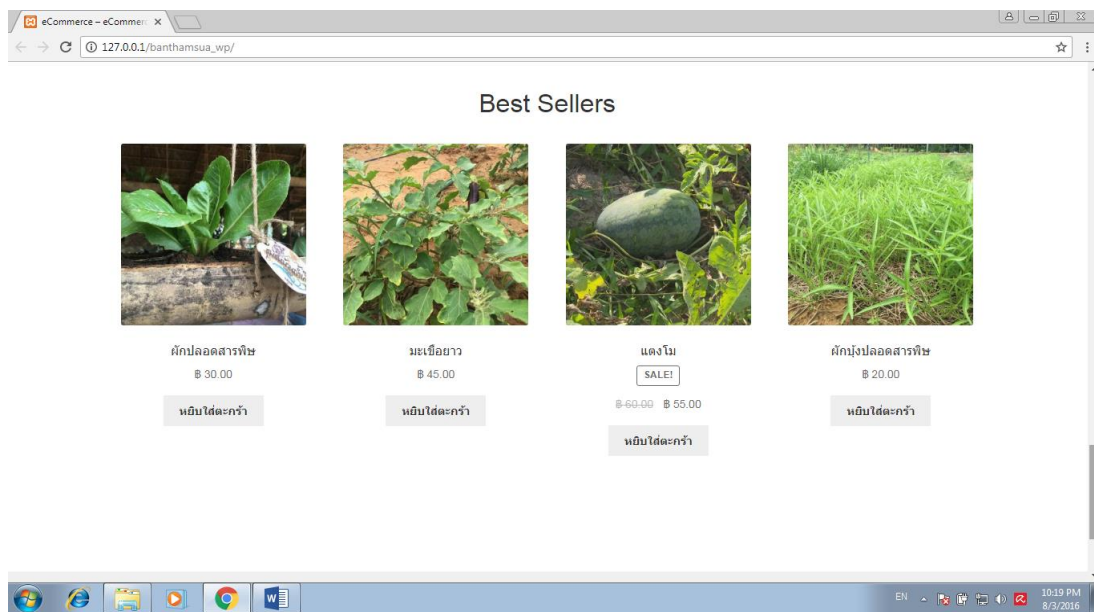 eCommerce – eCommer
127.0.0.1/banthamsua_wp/
Best Sellers
ผักปลอดสารพิษ
฿ 30.00
หยิบใส่ตะกร้า
มะเขือยาว
฿ 45.00
หยิบใส่ตะกร้า
แตงโม
SALE!
฿ 60.00 ฿ 55.00
หยิบใส่ตะกร้า
ผักบุ้งปลอดสารพิษ
฿ 20.00
หยิบใส่ตะกร้า
EN
10:19 PM
8/3/2016